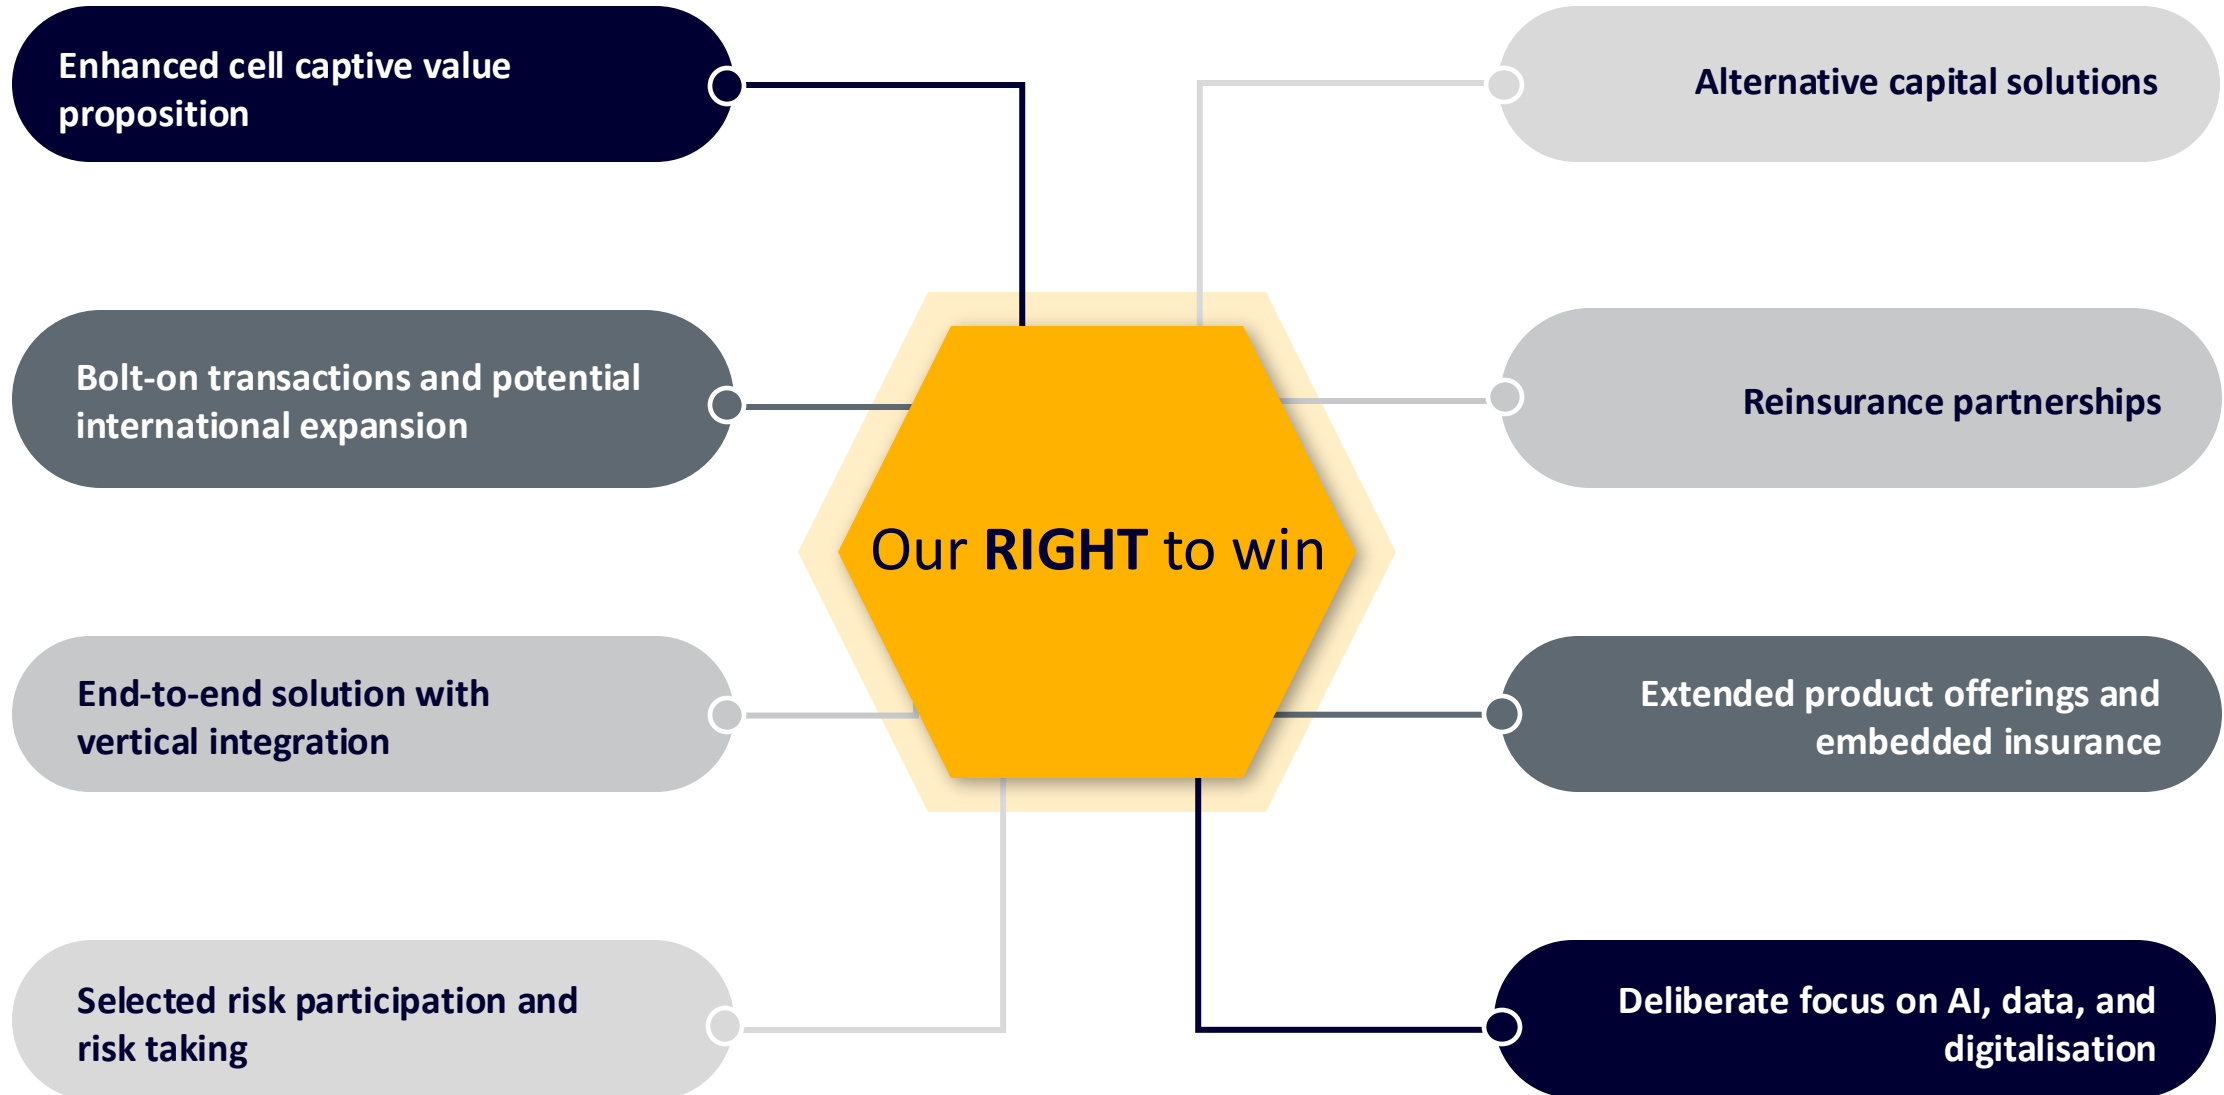 Enhanced cell captive value
proposition
Bolt-on transactions and potential
international expansion
End-to-end solution with
vertical integration
Selected risk participation and
risk taking
Our RIGHT to win
Alternative capital solutions
Reinsurance partnerships
Extended product offerings and
embedded insurance
Deliberate focus on AI, data, and
digitalisation